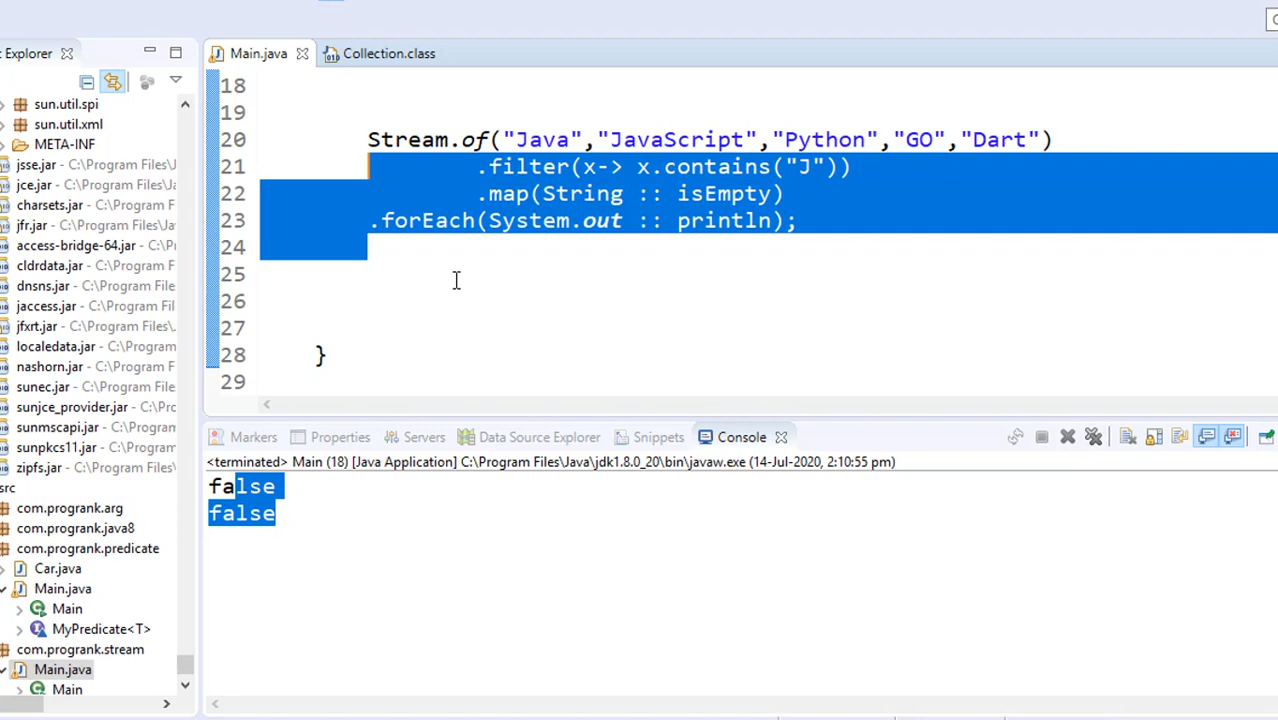 Explorer
Main.java
Collection.class
sun.util.spi
sun.util.xml
META-INF
jsse.jar - C:\Program Files\J
jce.jar - C:\Program Files\Ja
charsets.jar - C:\Program File
jfr.jar - C:\Program Files\Jav
access-bridge-64.jar - C:\Pro
cldrdata.jar - C:\Program File
dnsns.jar - C:\Program Files\
jaccess.jar - C:\Program Files
jfxrt.jar - C:\Program Files\Ja
localedata.jar - C:\Program
nashorn.jar - C:\Program File
sunec.jar - C:\Program Files\
sunjce_provider.jar - C:\Prc
sunmscapi.jar - C:\Program
sunpkcs11.jar - C:\Program
zipfs.jar - C:\Program Files\J
src
com.progrank.arg
com.progrank.java8
com.progrank.predicate
Car.java
Main.java
Main
MyPredicate<T>
com.progrank.stream
Main.java
Main
18
19
20 Stream.of("Java","JavaScript","Python","GO","Dart")
21 .filter(x-> x.contains("J"))
22 .map(String :: isEmpty)
23 .forEach(System.out :: println);
24
25
26
27
28 }
29
Markers Properties Servers Data Source Explorer Snippets Console
<terminated> Main (18) [Java Application] C:\Program Files\Java\jdk1.8.0_20\bin\javaw.exe (14-Jul-2020, 2:10:55 pm)
false
false